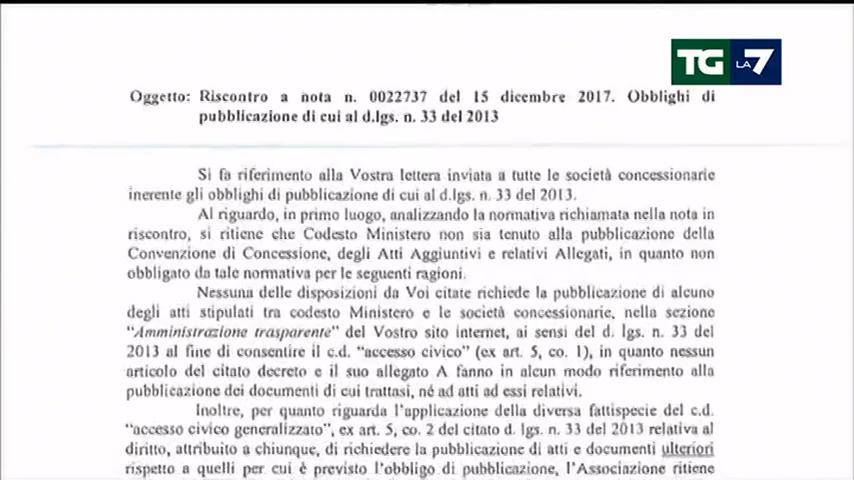 TG LA 7
Oggetto: Riscontro a nota n. 0022737 del 15 dicembre 2017. Obblighi di
pubblicazione di cui al d.lgs. n. 33 del 2013
Si fa riferimento alla Vostra lettera inviata a tutte le società concessionarie
inerente gli obblighi di pubblicazione di cui al d.lgs. n. 33 del 2013.
Al riguardo, in primo luogo, analizzando la normativa richiamata nella nota in
riscontro, si ritiene che Codesto Ministero non sia tenuto alla pubblicazione della
Convenzione di Concessione, degli Atti Aggiuntivi e relativi Allegati, in quanto non
obbligato da tale normativa per le seguenti ragioni.
Nessuna delle disposizioni da Voi citate richiede la pubblicazione di alcuno
degli atti stipulati tra codesto Ministero e le società concessionarie, nella sezione
"Amministrazione trasparente" del Vostro sito internet, ai sensi del d. lgs. n. 33 del
2013 al fine di consentire il c.d. "accesso civico" (ex art. 5, co. 1), in quanto nessun
articolo del citato decreto e il suo allegato A fanno in alcun modo riferimento alla
pubblicazione dei documenti di cui trattasi, né ad atti ad essi relativi.
Inoltre, per quanto riguarda l'applicazione della diversa fattispecie del c.d.
"accesso civico generalizzato", ex art. 5, co. 2 del citato d. lgs. n. 33 del 2013 relativa al
diritto, attribuito a chiunque, di richiedere la pubblicazione di atti e documenti ulteriori
rispetto a quelli per cui è previsto l'obbligo di pubblicazione, l'Associazione ritiene